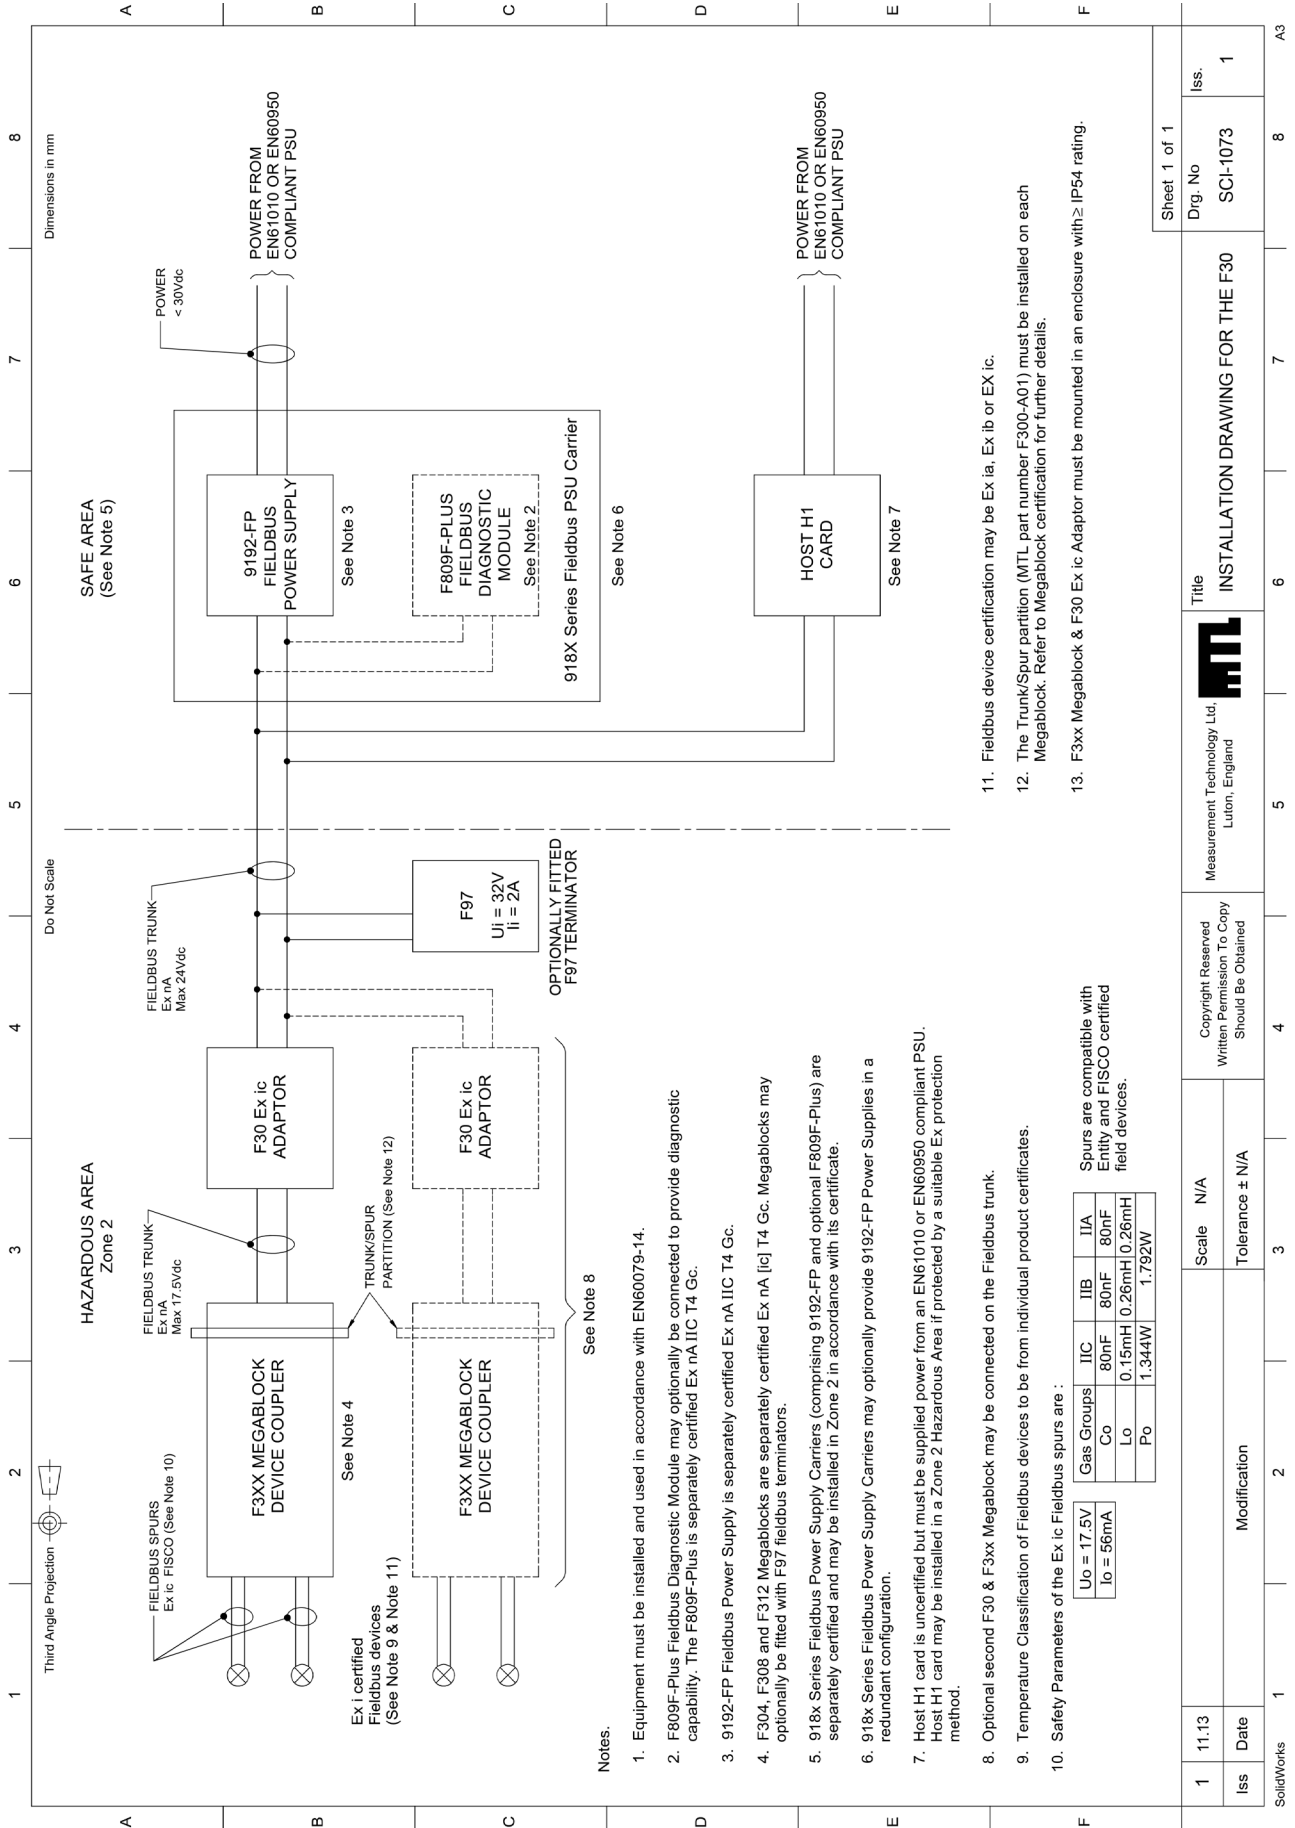 1
2
3
4
5
6
7
8
A
A
B
B
C
C
D
D
E
E
F
F
Third Angle Projection
Do Not Scale
Dimensions in mm
HAZARDOUS AREA
Zone 2
SAFE AREA
(See Note 5)
FIELDBUS SPURS
Ex ic  FISCO (See Note 10)
FIELDBUS TRUNK
Ex nA
Max 17.5Vdc
FIELDBUS TRUNK
Ex nA
Max 24Vdc
POWER
< 30Vdc
F3XX MEGABLOCK
DEVICE COUPLER
See Note 4
F30 Ex ic
ADAPTOR
9192-FP
FIELDBUS
POWER SUPPLY
See Note 3
POWER FROM
EN61010 OR EN60950
COMPLIANT PSU
Ex i certified
Fieldbus devices
(See Note 9 & Note 11)
TRUNK/SPUR
PARTITION (See Note 12)
F3XX MEGABLOCK
DEVICE COUPLER
F30 Ex ic
ADAPTOR
See Note 8
F97
Ui = 32V
Ii = 2A
OPTIONALLY FITTED
F97 TERMINATOR
F809F-PLUS
FIELDBUS
DIAGNOSTIC
MODULE
See Note 2
918X Series Fieldbus PSU Carrier
See Note 6
HOST H1
CARD
See Note 7
POWER FROM
EN61010 OR EN60950
COMPLIANT PSU
Notes.
1. Equipment must be installed and used in accordance with EN60079-14.
2. F809F-Plus Fieldbus Diagnostic Module may optionally be connected to provide diagnostic
capability. The F809F-Plus is separately certified Ex nA IIC T4 Gc.
3. 9192-FP Fieldbus Power Supply is separately certified Ex nA IIC T4 Gc.
4. F304, F308 and F312 Megablocks are separately certified Ex nA [ic] T4 Gc. Megablocks may
optionally be fitted with F97 fieldbus terminators.
5. 918x Series Fieldbus Power Supply Carriers (comprising 9192-FP and optional F809F-Plus) are
separately certified and may be installed in Zone 2 in accordance with its certificate.
6. 918x Series Fieldbus Power Supply Carriers may optionally provide 9192-FP Power Supplies in a
redundant configuration.
7. Host H1 card is uncertified but must be supplied power from an EN61010 or EN60950 compliant PSU.
Host H1 card may be installed in a Zone 2 Hazardous Area if protected by a suitable Ex protection
method.
8. Optional second F30 & F3xx Megablock may be connected on the Fieldbus trunk.
9. Temperature Classification of Fieldbus devices to be from individual product certificates.
10. Safety Parameters of the Ex ic Fieldbus spurs are :
Uo = 17.5V
Io = 56mA
Gas Groups IIC IIB IIA
Co 80nF 80nF 80nF
Lo 0.15mH 0.26mH 0.26mH
Po 1.344W 1.792W
Spurs are compatible with
Entity and FISCO certified
field devices.
11. Fieldbus device certification may be Ex ia, Ex ib or EX ic.
12. The Trunk/Spur partition (MTL part number F300-A01) must be installed on each
Megablock. Refer to Megablock certification for further details.
13. F3xx Megablock & F30 Ex ic Adaptor must be mounted in an enclosure with ≥ IP54 rating.
Sheet 1 of 1
1 11.13
Iss Date
Modification
Scale N/A
Tolerance ± N/A
Copyright Reserved
Written Permission To Copy
Should Be Obtained
Measurement Technology Ltd,
Luton, England
MTL
Title
INSTALLATION DRAWING FOR THE F30
Drg. No
SCI-1073
Iss.
1
SolidWorks
1
2
3
4
5
6
7
8
A3